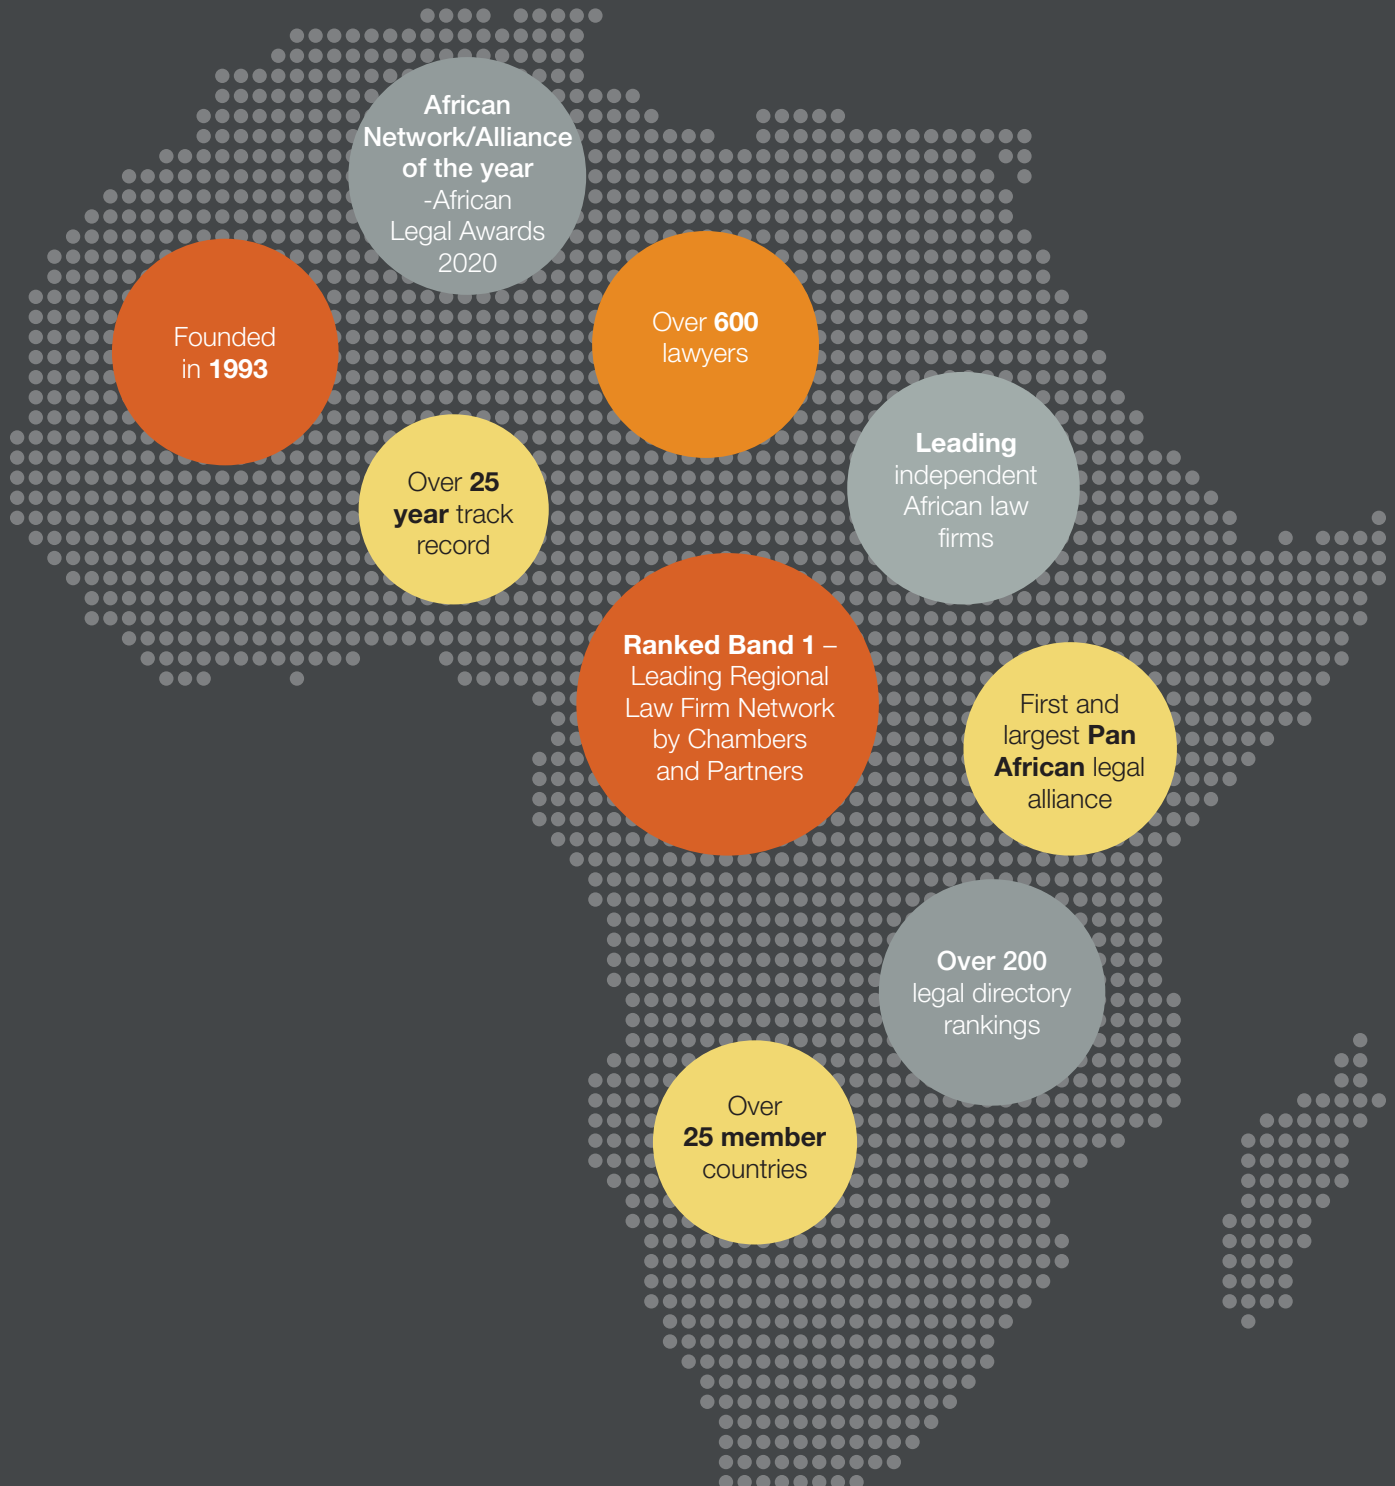 African
Network/Alliance
of the year
-African
Legal Awards
2020
Founded
in 1993
Over 600
lawyers
Leading
independent
African law
firms
Over 25
year track
record
Ranked Band 1 –
Leading Regional
Law Firm Network
by Chambers
and Partners
First and
largest Pan
African legal
alliance
Over 200
legal directory
rankings
Over
25 member
countries